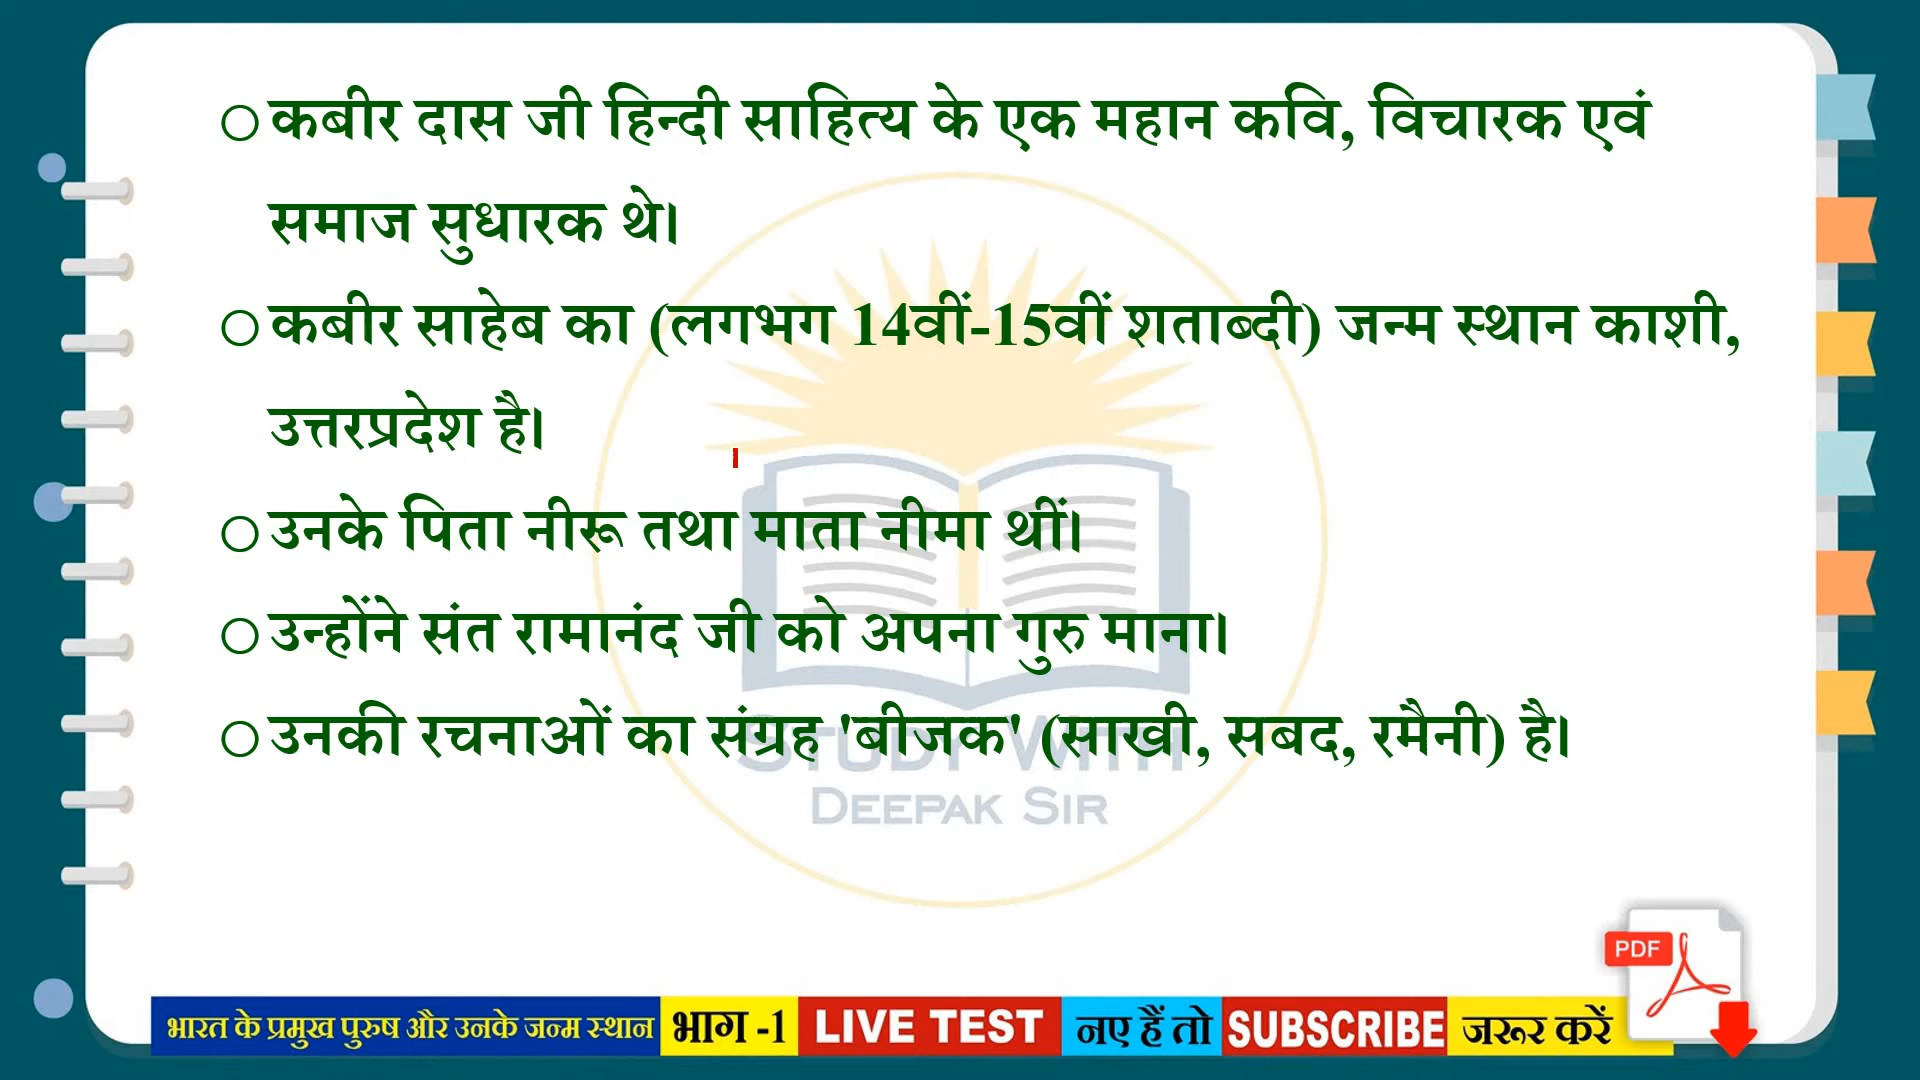 ○ कबीर दास जी हिन्दी साहित्य के एक महान कवि, विचारक एवं
समाज सुधारक थे।
○ कबीर साहेब का (लगभग 14वीं-15वीं शताब्दी) जन्म स्थान काशी,
उत्तरप्रदेश है।
○ उनके पिता नीरू तथा माता नीमा थीं।
○ उन्होंने संत रामानंद जी को अपना गुरु माना।
○ उनकी रचनाओं का संग्रह 'बीजक' (साखी, सबद, रमैनी) है।
STUDY WITH
DEEPAK SIR
PDF
भारत के प्रमुख पुरुष और उनके जन्म स्थान भाग -1 LIVE TEST नए हैं तो SUBSCRIBE जरूर करें